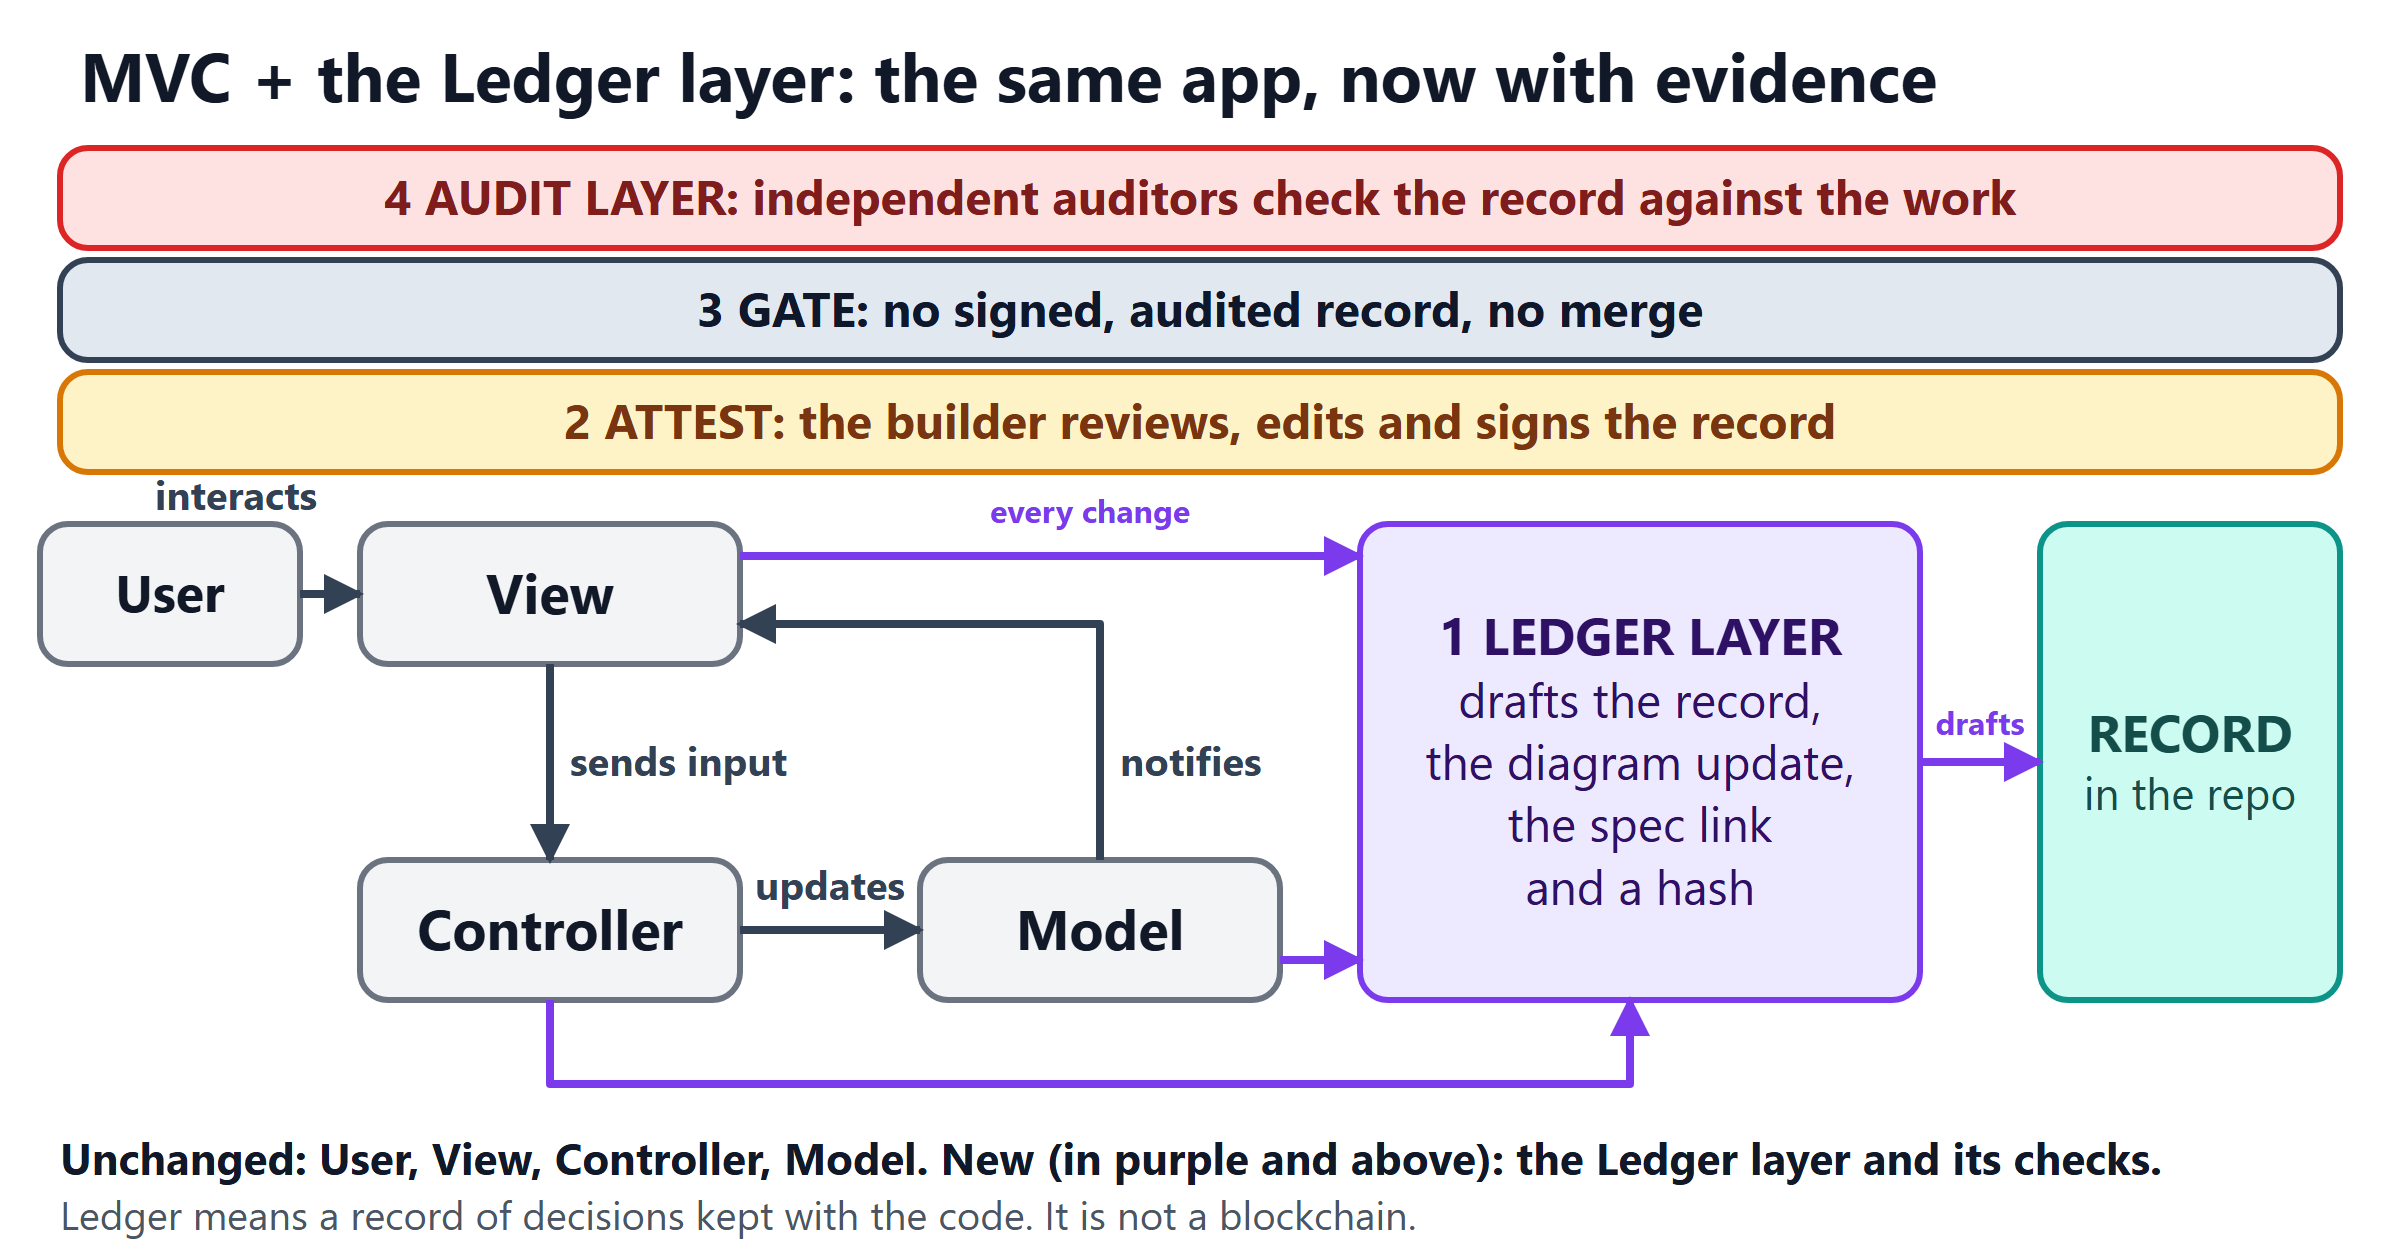 MVC + the Ledger layer: the same app, now with evidence
4 AUDIT LAYER: independent auditors check the record against the work
3 GATE: no signed, audited record, no merge
2 ATTEST: the builder reviews, edits and signs the record
interacts
every change
User
View
1 LEDGER LAYER
drafts the record,
the diagram update,
the spec link
and a hash
drafts
RECORD
in the repo
sends input
notifies
updates
Controller
Model
Unchanged: User, View, Controller, Model. New (in purple and above): the Ledger layer and its checks.
Ledger means a record of decisions kept with the code. It is not a blockchain.